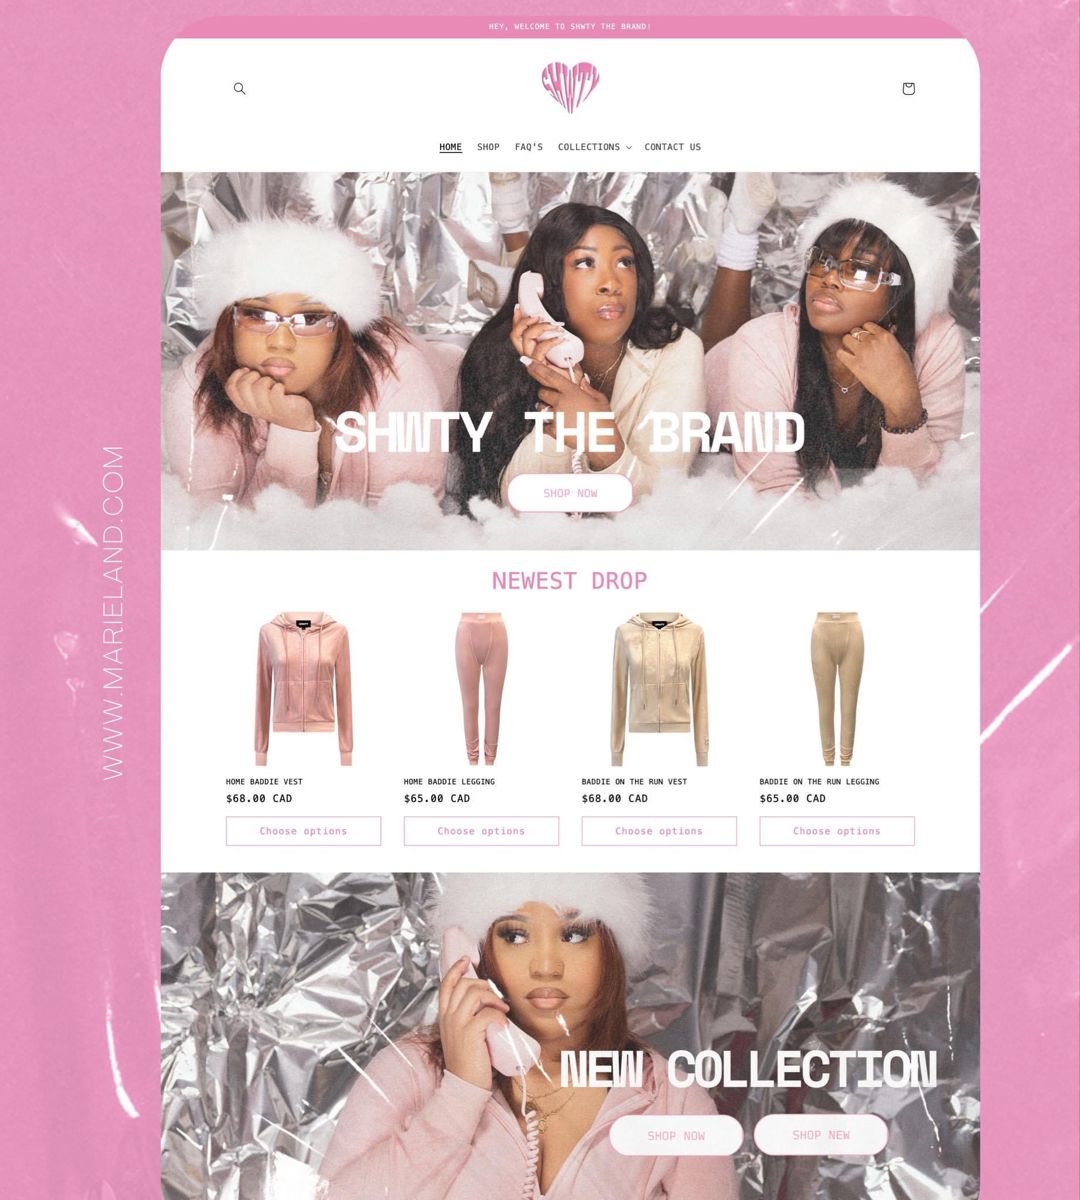 HEY, WELCOME TO SHWTY THE BRAND!
SHWTY
HOME SHOP FAQ'S COLLECTIONS CONTACT US
SHWTY THE BRAND
SHOP NOW
NEWEST DROP
HOME BADDIE VEST
$68.00 CAD
Choose options
HOME BADDIE LEGGING
$65.00 CAD
Choose options
BADDIE ON THE RUN VEST
$68.00 CAD
Choose options
BADDIE ON THE RUN LEGGING
$65.00 CAD
Choose options
NEW COLLECTION
SHOP NOW
SHOP NEW
WWW.MARIELAND.COM